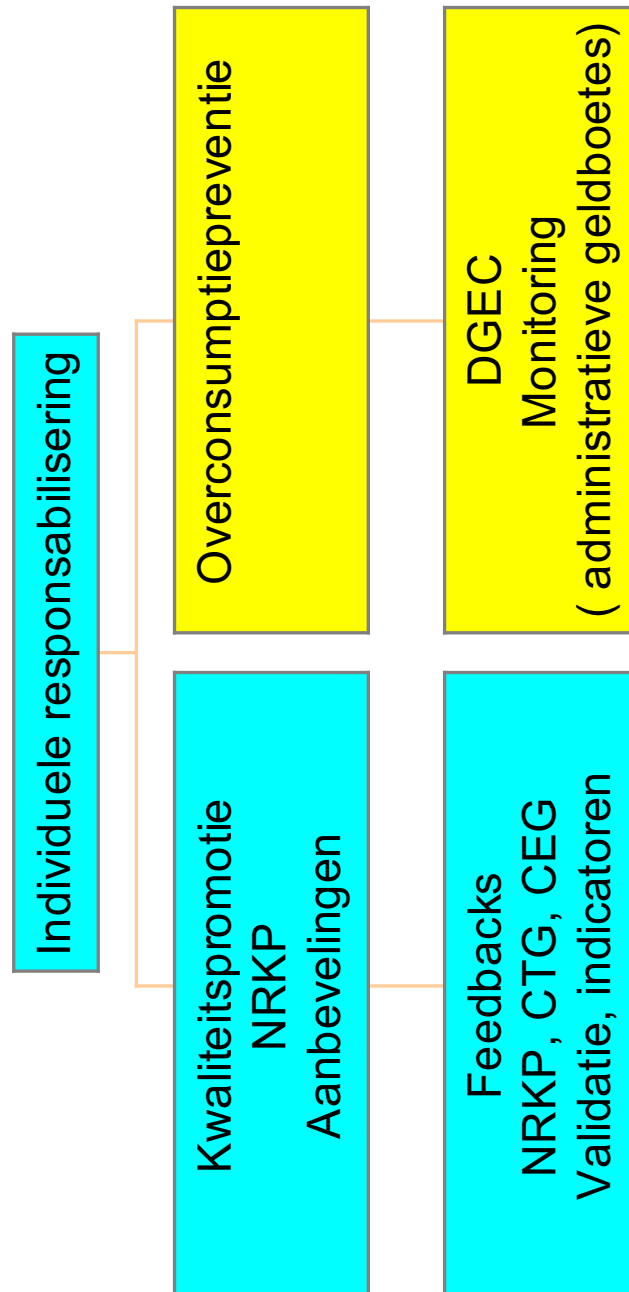 Individuele responsabilisering
Kwaliteitspromotie
NRKP
Aanbevelingen
Overconsumptiepreventie
Feedbacks
NRKP, CTG, CEG
Validatie, indicatoren
DGEC
Monitoring
( administratieve geldboetes)